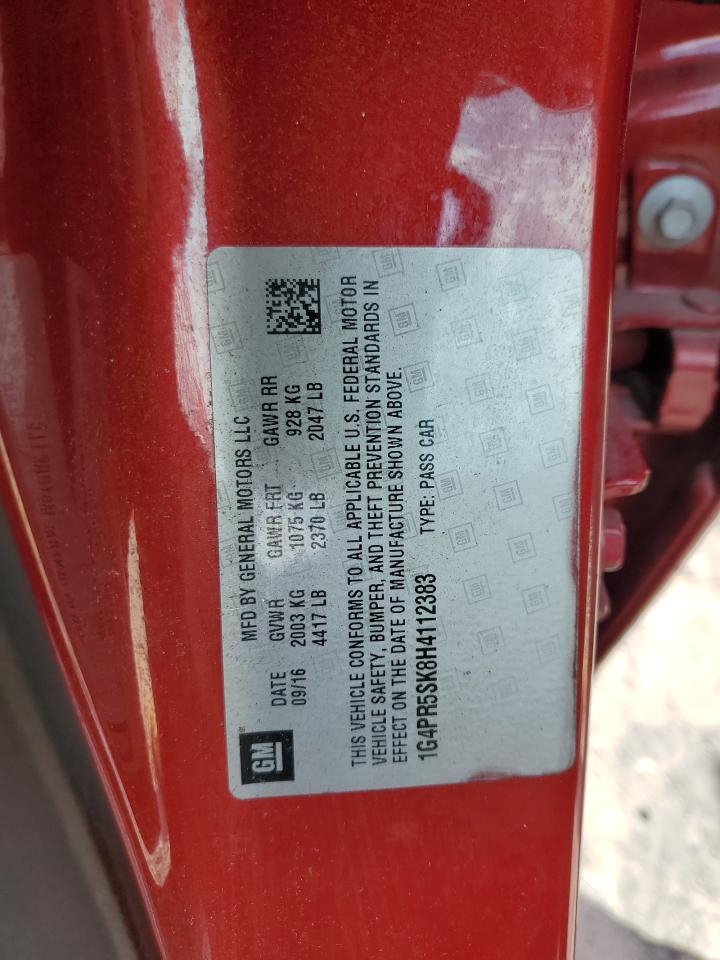 GM
MFD BY GENERAL MOTORS LLC
DATE GVWR GAWR FRT GAWR RR
09/16 2003 KG 1075 KG 928 KG
4417 LB 2370 LB 2047 LB
THIS VEHICLE CONFORMS TO ALL APPLICABLE U.S. FEDERAL MOTOR
VEHICLE SAFETY, BUMPER, AND THEFT PREVENTION STANDARDS IN
EFFECT ON THE DATE OF MANUFACTURE SHOWN ABOVE.
1G4PR5SK8H4112383 TYPE: PASS CAR